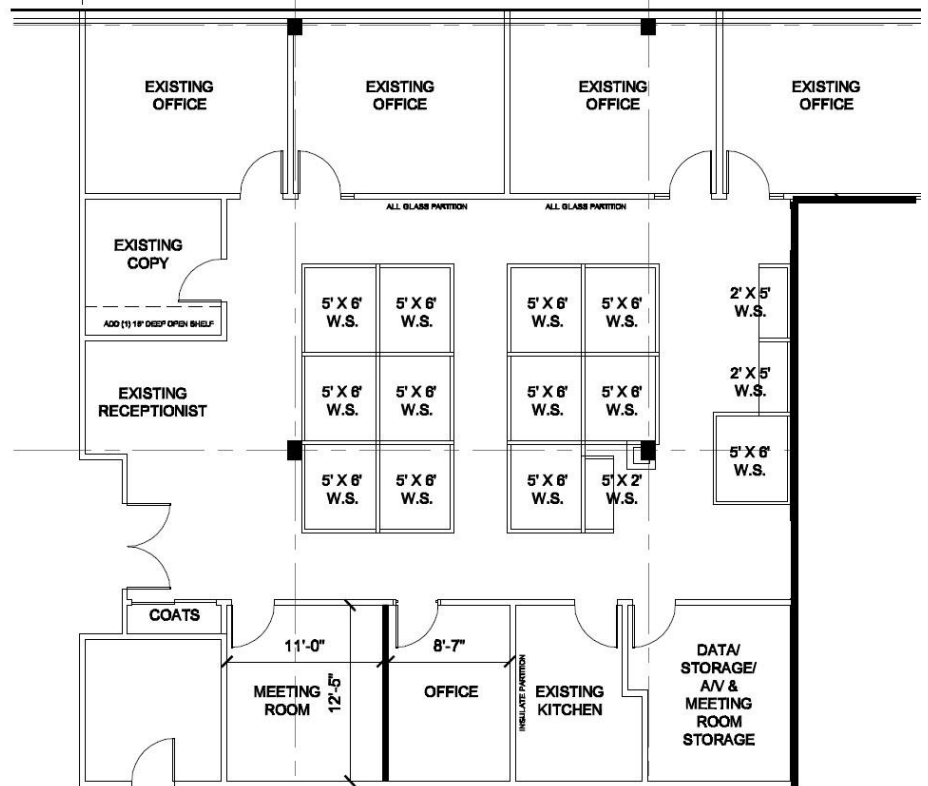 EXISTING
OFFICE
EXISTING
OFFICE
EXISTING
OFFICE
EXISTING
OFFICE
ALL GLASS PARTITION
ALL GLASS PARTITION
EXISTING
COPY
ADD (1) 18" DEEP OPEN SHELF
EXISTING
RECEPTIONIST
5' X 6'
W.S.
5' X 6'
W.S.
5' X 6'
W.S.
5' X 6'
W.S.
2' X 5'
W.S.
5' X 6'
W.S.
5' X 6'
W.S.
5' X 6'
W.S.
5' X 6'
W.S.
2' X 5'
W.S.
5' X 6'
W.S.
5' X 6'
W.S.
5' X 6'
W.S.
5' X 2'
W.S.
5' X 6'
W.S.
COATS
11'-0"
8'-7"
12'-5"
MEETING
ROOM
OFFICE
INSULATE PARTITION
EXISTING
KITCHEN
DATA/
STORAGE/
A/V &
MEETING
ROOM
STORAGE